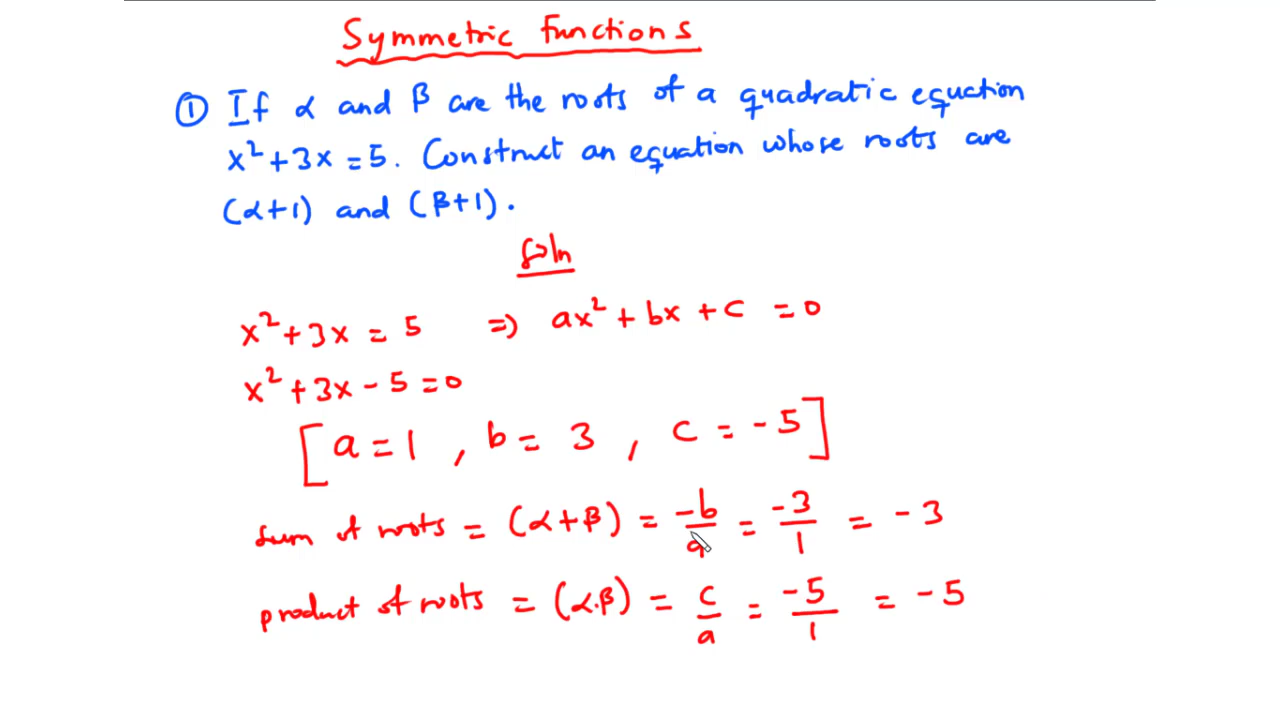 Symmetric Functions
① If α and β are the roots of a quadratic equation
x² + 3x = 5. Construct an equation whose roots are
(α+1) and (β+1).
Soln
x² + 3x = 5 => ax² + bx + c = 0
x² + 3x - 5 = 0
[a = 1, b = 3, c = -5]
sum of roots = (α+β) = -b/a = -3/1 = -3
product of roots = (α.β) = c/a = -5/1 = -5